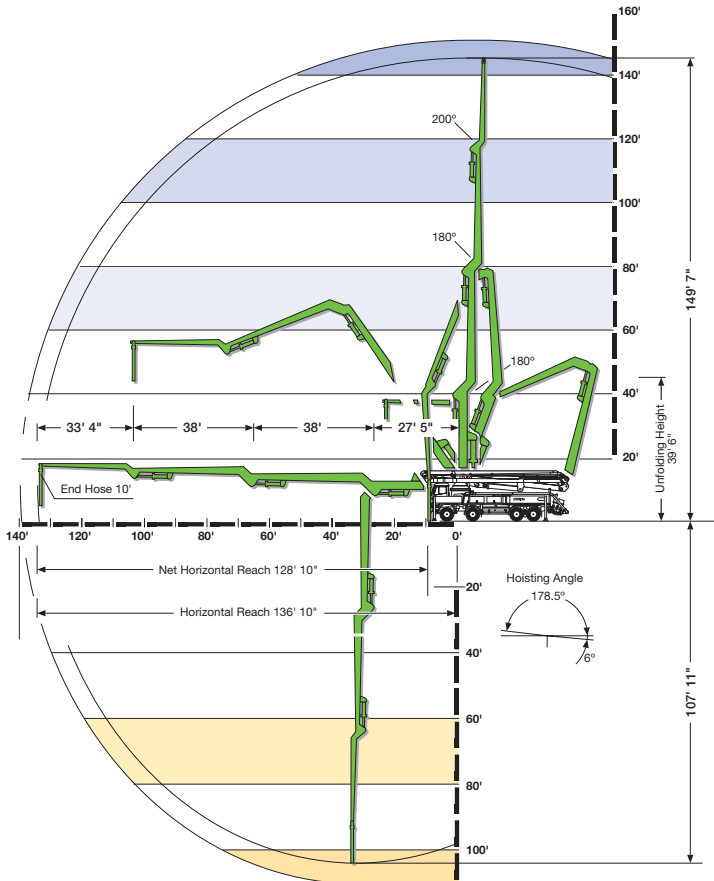 160'
140'
200º
120'
100'
180º
80'
149' 7"
60'
180º
40'
33' 4"
38'
38'
27' 5"
Unfolding Height
39' 6"
20'
End Hose 10'
140'
120'
100'
80'
60'
40'
20'
0'
Net Horizontal Reach 128' 10"
20'
Hoisting Angle
178.5º
Horizontal Reach 136' 10"
40'
6º
107' 11"
60'
80'
100'